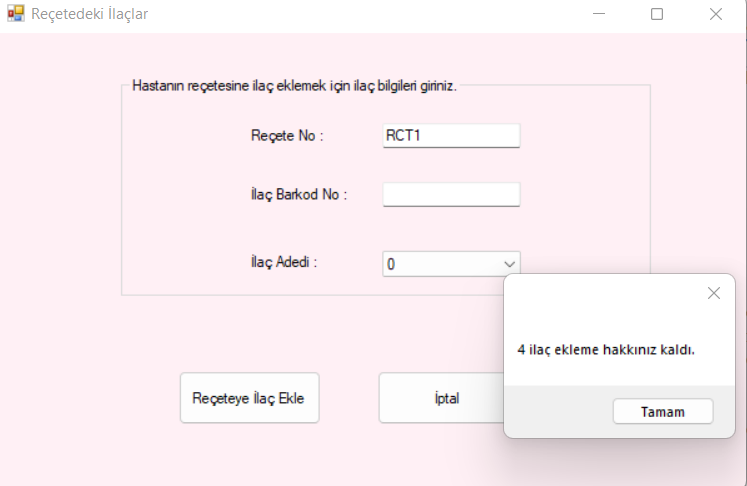 Reçetedeki İlaçlar
Hastanın reçetesine ilaç eklemek için ilaç bilgileri giriniz.
Reçete No : RCT1
İlaç Barkod No :
İlaç Adedi : 0
4 ilaç ekleme hakkınız kaldı.
Reçeteye İlaç Ekle İptal
Tamam